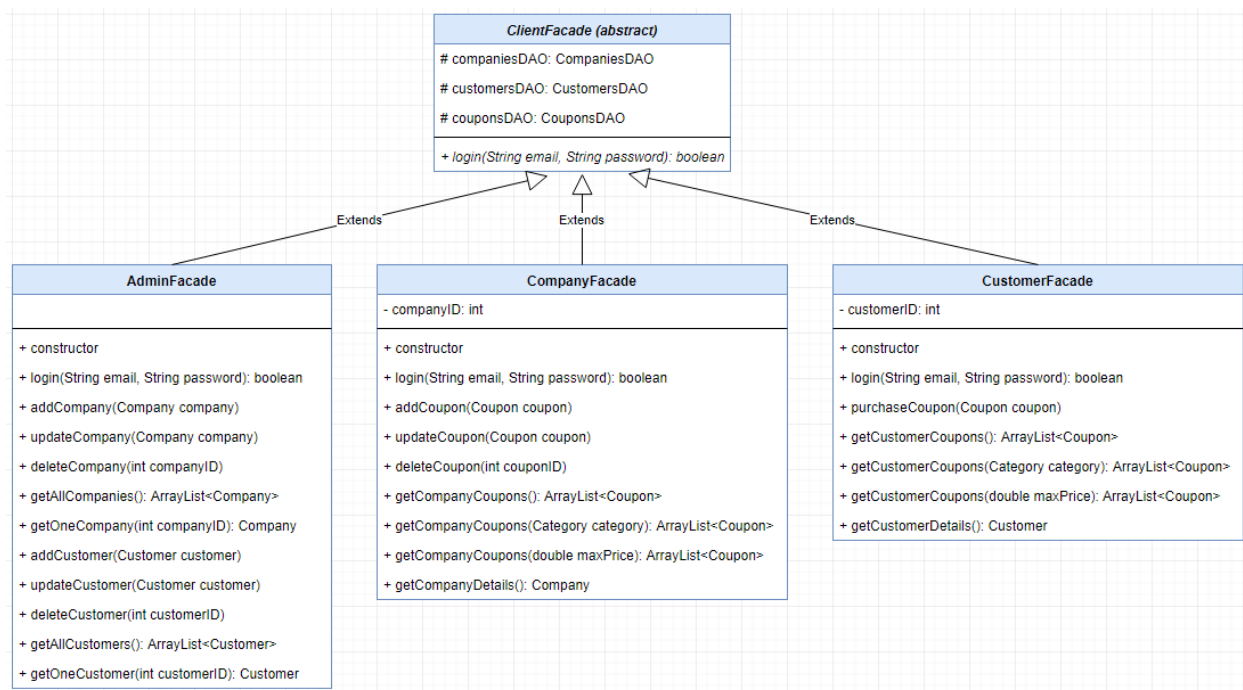 ClientFacade (abstract)
# companiesDAO: CompaniesDAO
# customersDAO: CustomersDAO
# couponsDAO: CouponsDAO
+ login(String email, String password): boolean
Extends
Extends
Extends
AdminFacade
+ constructor
+ login(String email, String password): boolean
+ addCompany(Company company)
+ updateCompany(Company company)
+ deleteCompany(int companyID)
+ getAllCompanies(): ArrayList<Company>
+ getOneCompany(int companyID): Company
+ addCustomer(Customer customer)
+ updateCustomer(Customer customer)
+ deleteCustomer(int customerID)
+ getAllCustomers(): ArrayList<Customer>
+ getOneCustomer(int customerID): Customer
CompanyFacade
- companyID: int
+ constructor
+ login(String email, String password): boolean
+ addCoupon(Coupon coupon)
+ updateCoupon(Coupon coupon)
+ deleteCoupon(int couponID)
+ getCompanyCoupons(): ArrayList<Coupon>
+ getCompanyCoupons(Category category): ArrayList<Coupon>
+ getCompanyCoupons(double maxPrice): ArrayList<Coupon>
+ getCompanyDetails(): Company
CustomerFacade
- customerID: int
+ constructor
+ login(String email, String password): boolean
+ purchaseCoupon(Coupon coupon)
+ getCustomerCoupons(): ArrayList<Coupon>
+ getCustomerCoupons(Category category): ArrayList<Coupon>
+ getCustomerCoupons(double maxPrice): ArrayList<Coupon>
+ getCustomerDetails(): Customer